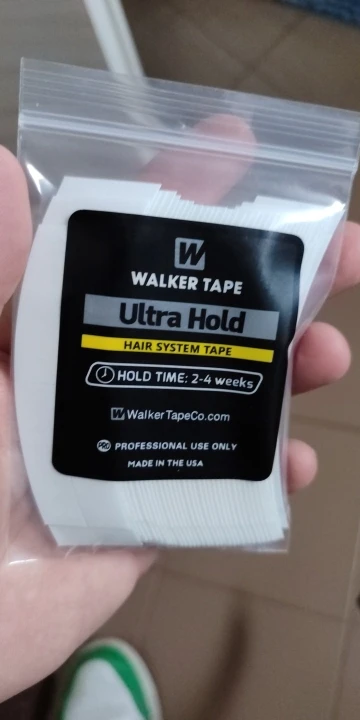 W
WALKER TAPE
Ultra Hold
HAIR SYSTEM TAPE
HOLD TIME: 2-4 weeks
W WalkerTapeCo.com
PRO PROFESSIONAL USE ONLY
MADE IN THE USA